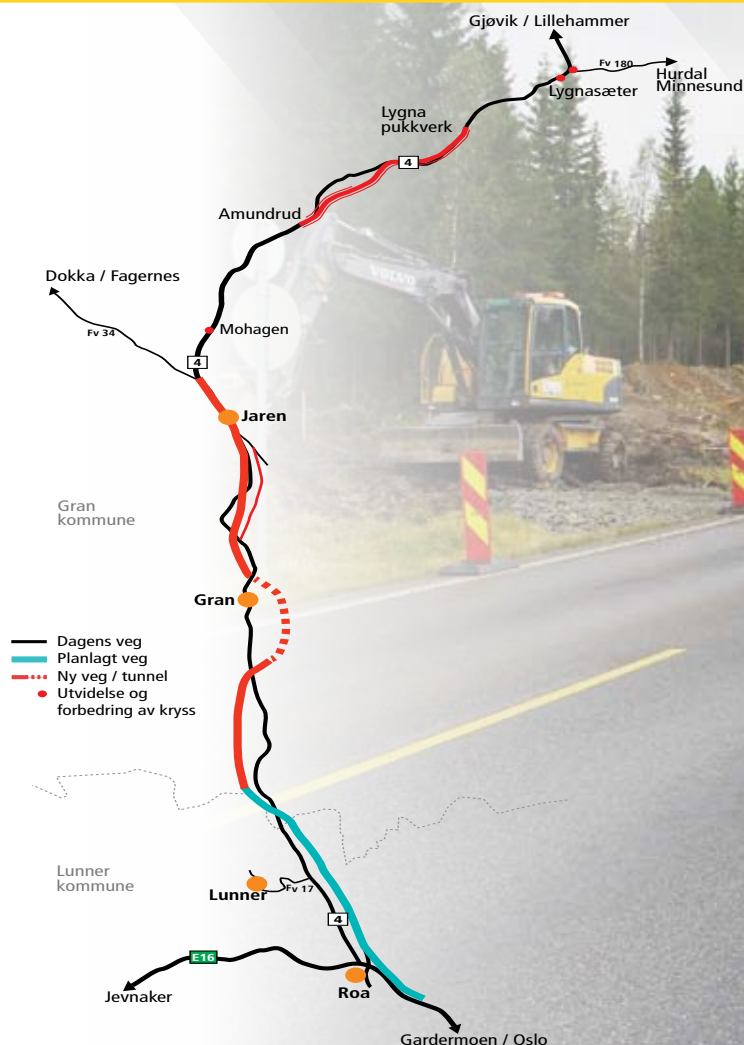 Gjøvik / Lillehammer
Fv 180
Hurdal
Minnesund
Lygnasæter
Lygna
pukkverk
4
Amundrud
VOLVO
Dokka / Fagernes
Fv 34
Mohagen
4
Jaren
Gran
kommune
Gran
Dagens veg
Planlagt veg
Ny veg / tunnel
Utvidelse og
forbedring av kryss
Lunner
kommune
Lunner
Fv 17
4
E16
Roa
Jevnaker
Gardermoen / Oslo